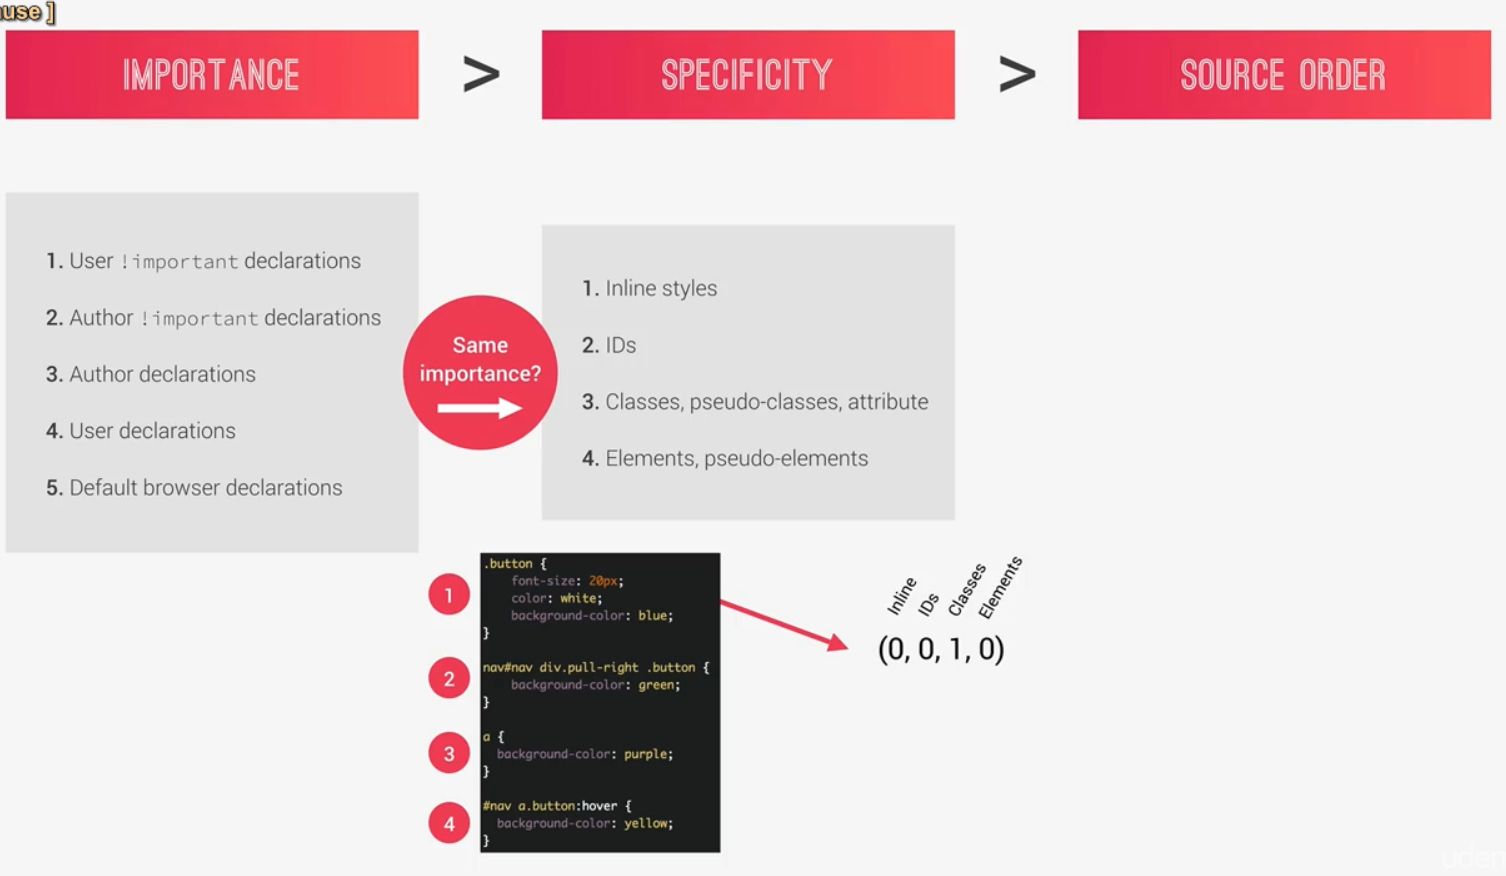 IMPORTANCE > SPECIFICITY > SOURCE ORDER
1. User !important declarations
2. Author !important declarations
3. Author declarations
4. User declarations
5. Default browser declarations
Same
importance?
1. Inline styles
2. IDs
3. Classes, pseudo-classes, attribute
4. Elements, pseudo-elements
1
.button {
font-size: 20px;
color: white;
background-color: blue;
}
2
nav#nav div.pull-right .button {
background-color: green;
}
3
a {
background-color: purple;
}
4
#nav a.button:hover {
background-color: yellow;
}
Inline
IDs
Classes
Elements
(0, 0, 1, 0)